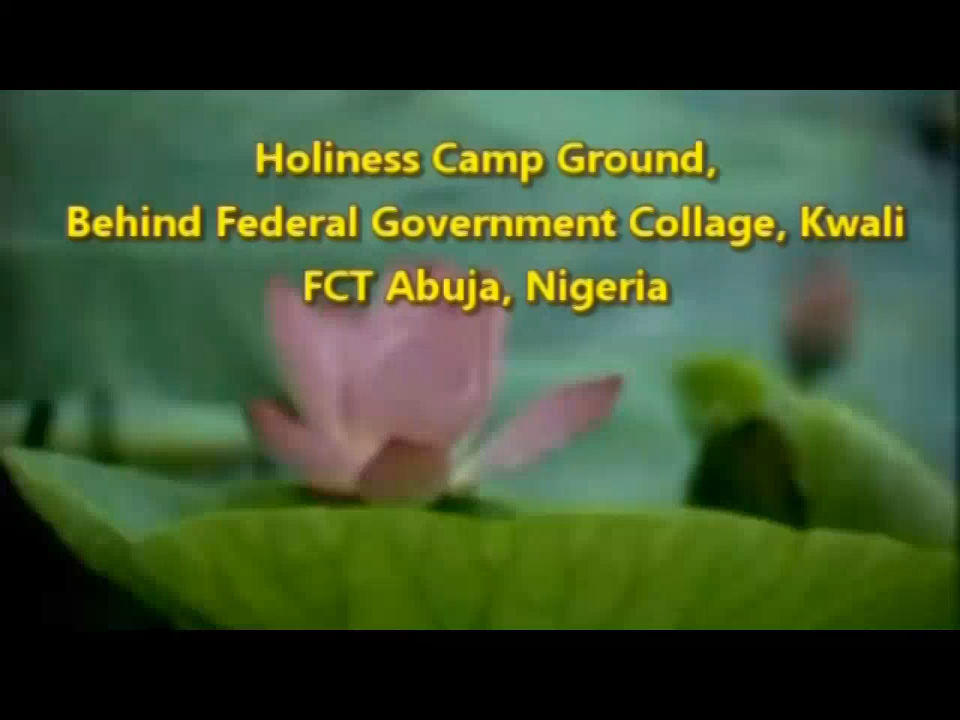 Holiness Camp Ground,
Behind Federal Government Collage, Kwali
FCT Abuja, Nigeria